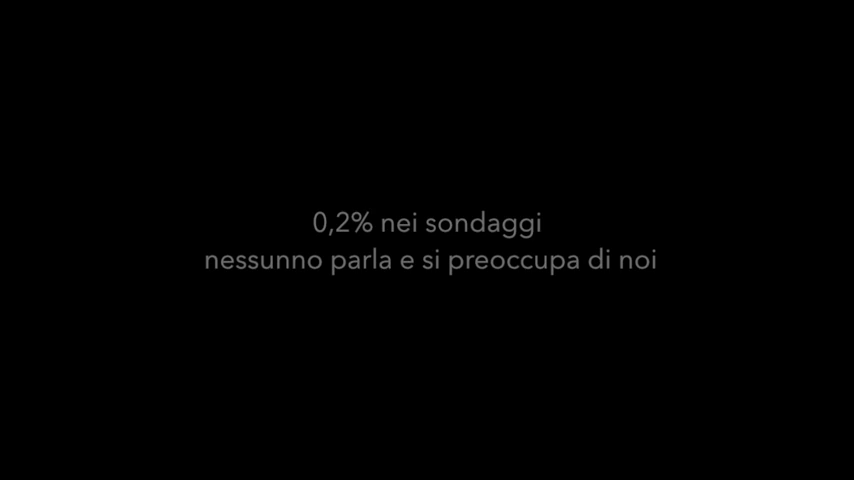 0,2% nei sondaggi
nessunno parla e si preoccupa di noi